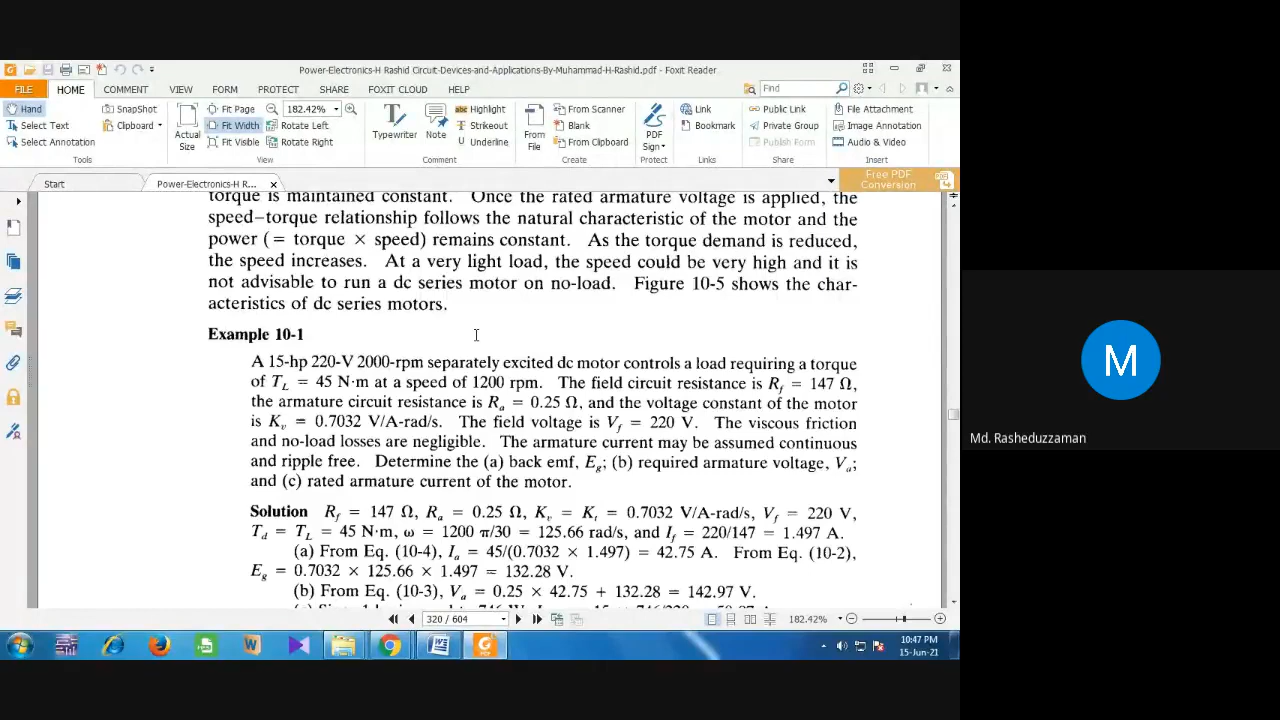 Power-Electronics-H Rashid Circuit-Devices-and-Applications-By-Muhammad-H-Rashid.pdf - Foxit Reader
FILE HOME COMMENT VIEW FORM PROTECT SHARE FOXIT CLOUD HELP Find
Hand SnapShot Fit Page 182.42% Highlight From Scanner Link Public Link File Attachment
Select Text Clipboard Fit Width Rotate Left Strikeout Blank Bookmark Private Group Image Annotation
Select Annotation Actual Size Fit Visible Rotate Right Typewriter Note Underline From File From Clipboard PDF Sign Publish Form Audio & Video
Tools View Comment Create Protect Links Share Insert
Start Power-Electronics-H R... Free PDF Conversion
torque is maintained constant. Once the rated armature voltage is applied, the
speed–torque relationship follows the natural characteristic of the motor and the
power (= torque × speed) remains constant. As the torque demand is reduced,
the speed increases. At a very light load, the speed could be very high and it is
not advisable to run a dc series motor on no-load. Figure 10-5 shows the char-
acteristics of dc series motors.
Example 10-1
A 15-hp 220-V 2000-rpm separately excited dc motor controls a load requiring a torque
of T_L = 45 N·m at a speed of 1200 rpm. The field circuit resistance is R_f = 147 Ω,
the armature circuit resistance is R_a = 0.25 Ω, and the voltage constant of the motor
is K_v = 0.7032 V/A-rad/s. The field voltage is V_f = 220 V. The viscous friction
and no-load losses are negligible. The armature current may be assumed continuous
and ripple free. Determine the (a) back emf, E_g; (b) required armature voltage, V_a;
and (c) rated armature current of the motor.
Solution R_f = 147 Ω, R_a = 0.25 Ω, K_v = K_t = 0.7032 V/A-rad/s, V_f = 220 V,
T_d = T_L = 45 N·m, ω = 1200 π/30 = 125.66 rad/s, and I_f = 220/147 = 1.497 A.
(a) From Eq. (10-4), I_a = 45/(0.7032 × 1.497) = 42.75 A. From Eq. (10-2),
E_g = 0.7032 × 125.66 × 1.497 = 132.28 V.
(b) From Eq. (10-3), V_a = 0.25 × 42.75 + 132.28 = 142.97 V.
320 / 604 182.42%
10:47 PM
15-Jun-21
M
Md. Rasheduzzaman